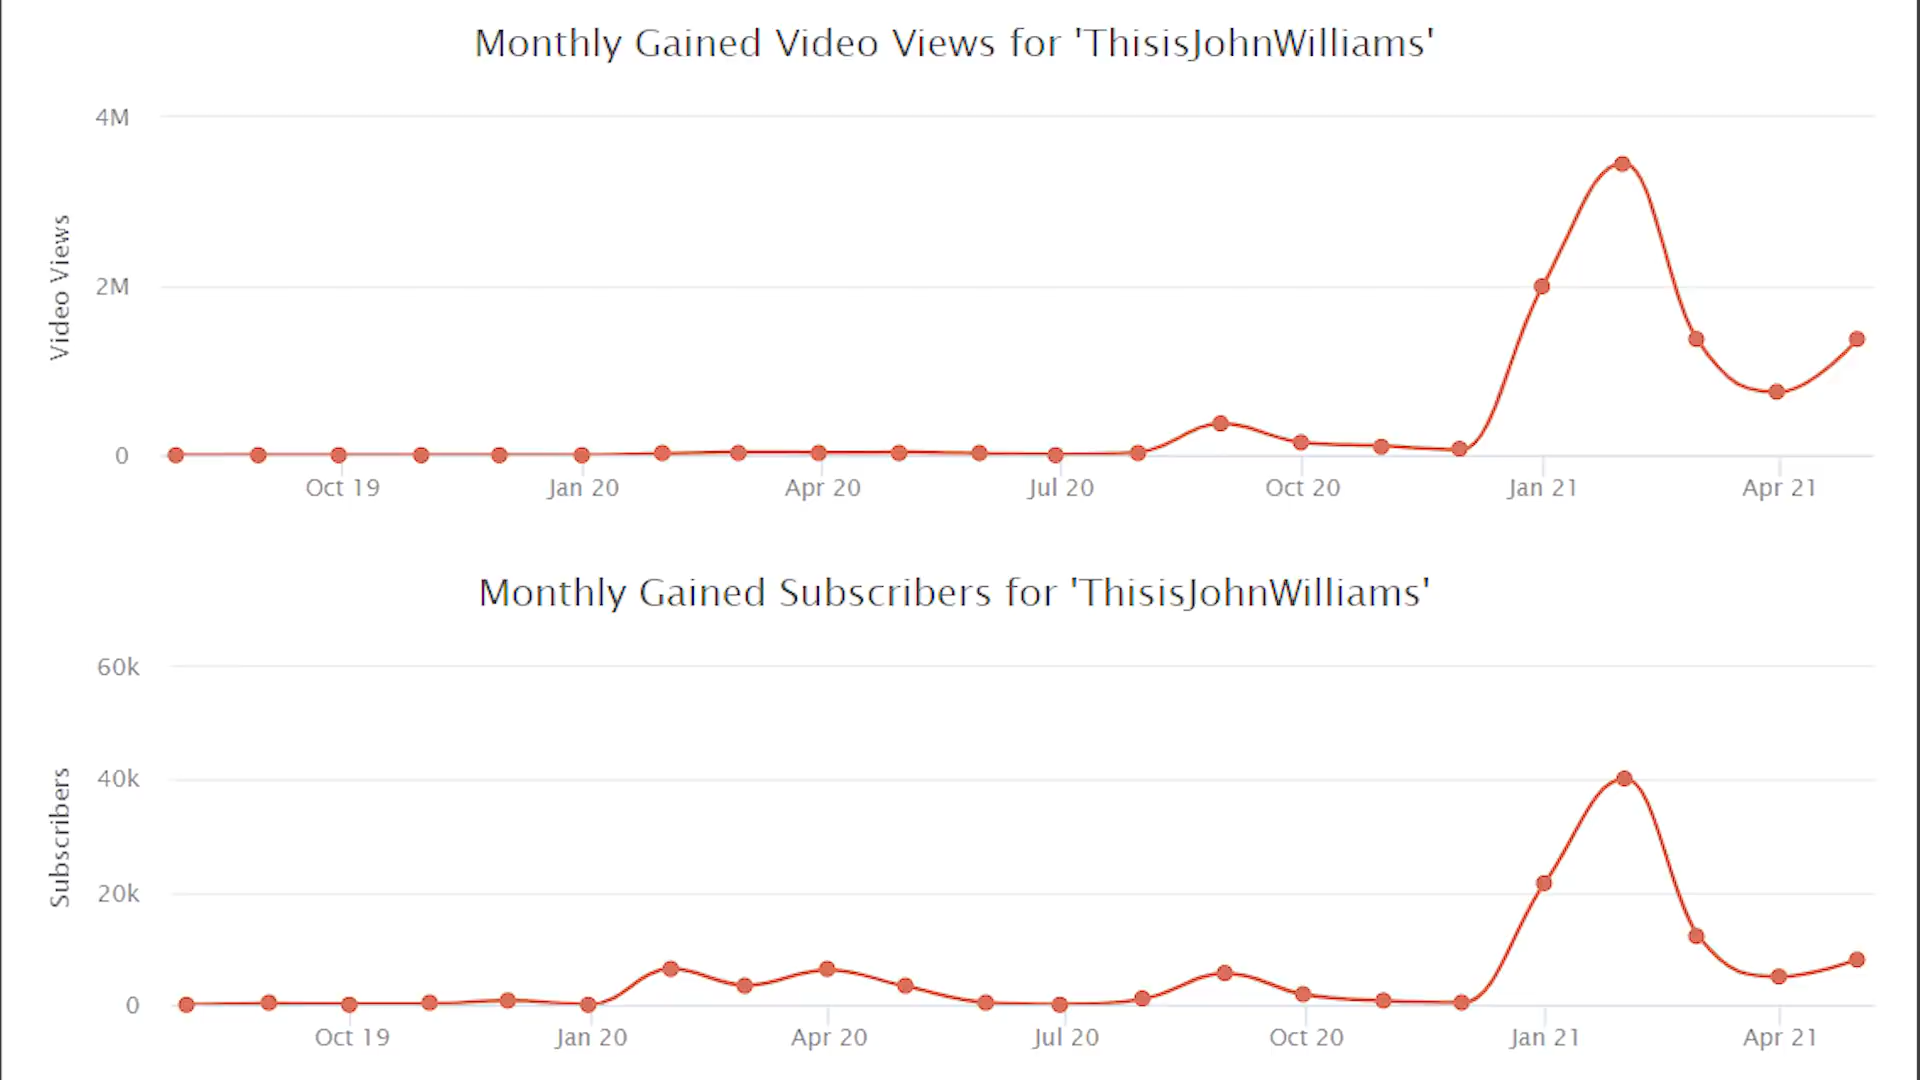 Monthly Gained Video Views for 'ThisisJohnWilliams'
4M
2M
0
Video Views
Oct 19 Jan 20 Apr 20 Jul 20 Oct 20 Jan 21 Apr 21
Monthly Gained Subscribers for 'ThisisJohnWilliams'
60k
40k
20k
0
Subscribers
Oct 19 Jan 20 Apr 20 Jul 20 Oct 20 Jan 21 Apr 21